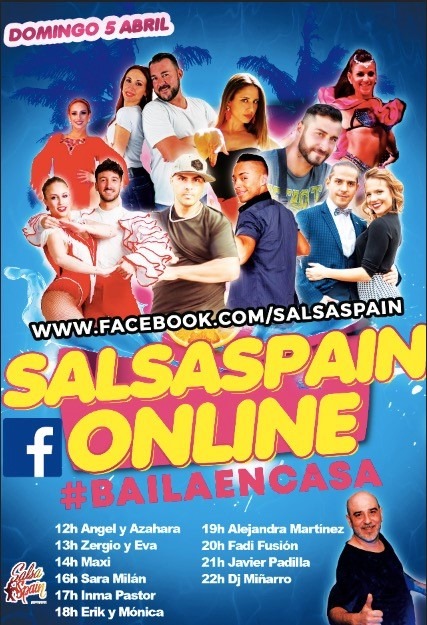 DOMINGO 5 ABRIL
WWW.FACEBOOK.COM/SALSASPAIN
SALSASPAIN
ONLINE
f
#BAILAENCASA
12h Angel y Azahara
13h Zergio y Eva
14h Maxi
16h Sara Milán
17h Inma Pastor
18h Erik y Mónica
19h Alejandra Martínez
20h Fadi Fusión
21h Javier Padilla
22h Dj Miñarro
Salsa
Spain